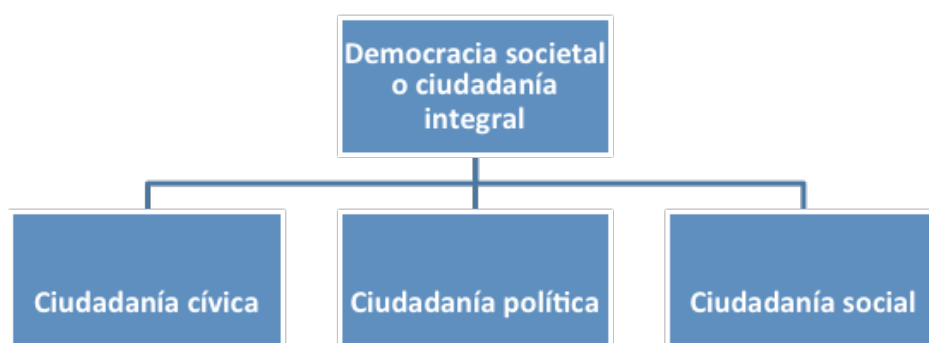 Democracia societal
o ciudadanía
integral
Ciudadanía cívica
Ciudadanía política
Ciudadanía social